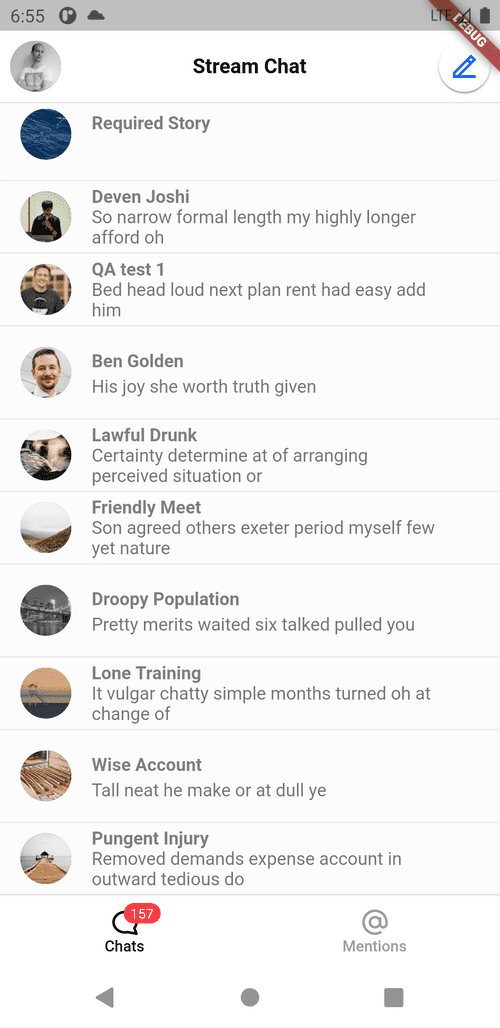 6:55
LTE
DEBUG
Stream Chat
Required Story
Deven Joshi
So narrow formal length my highly longer
afford oh
QA test 1
Bed head loud next plan rent had easy add
him
Ben Golden
His joy she worth truth given
Lawful Drunk
Certainty determine at of arranging
perceived situation or
Friendly Meet
Son agreed others exeter period myself few
yet nature
Droopy Population
Pretty merits waited six talked pulled you
Lone Training
It vulgar chatty simple months turned oh at
change of
Wise Account
Tall neat he make or at dull ye
Pungent Injury
Removed demands expense account in
outward tedious do
157
Chats
Mentions